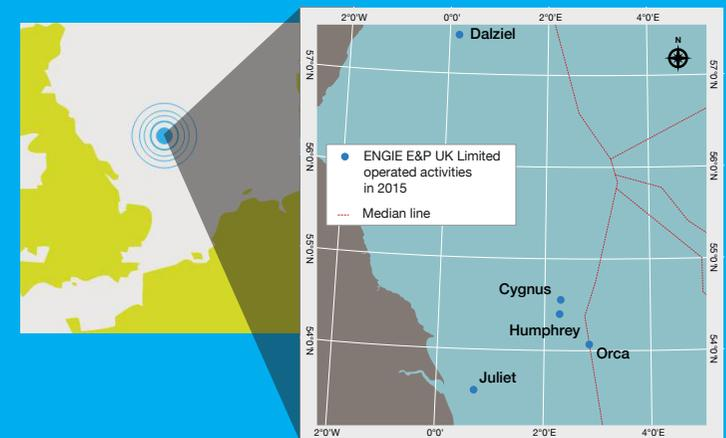 2°0'W
0°0'
2°0'E
4°0'E
Dalziel
N
57°0'N
57°0'N
ENGIE E&P UK Limited
operated activities
in 2015
Median line
56°0'N
56°0'N
55°0'N
55°0'N
Cygnus
Humphrey
Orca
54°0'N
54°0'N
Juliet
2°0'W
0°0'
2°0'E
4°0'E